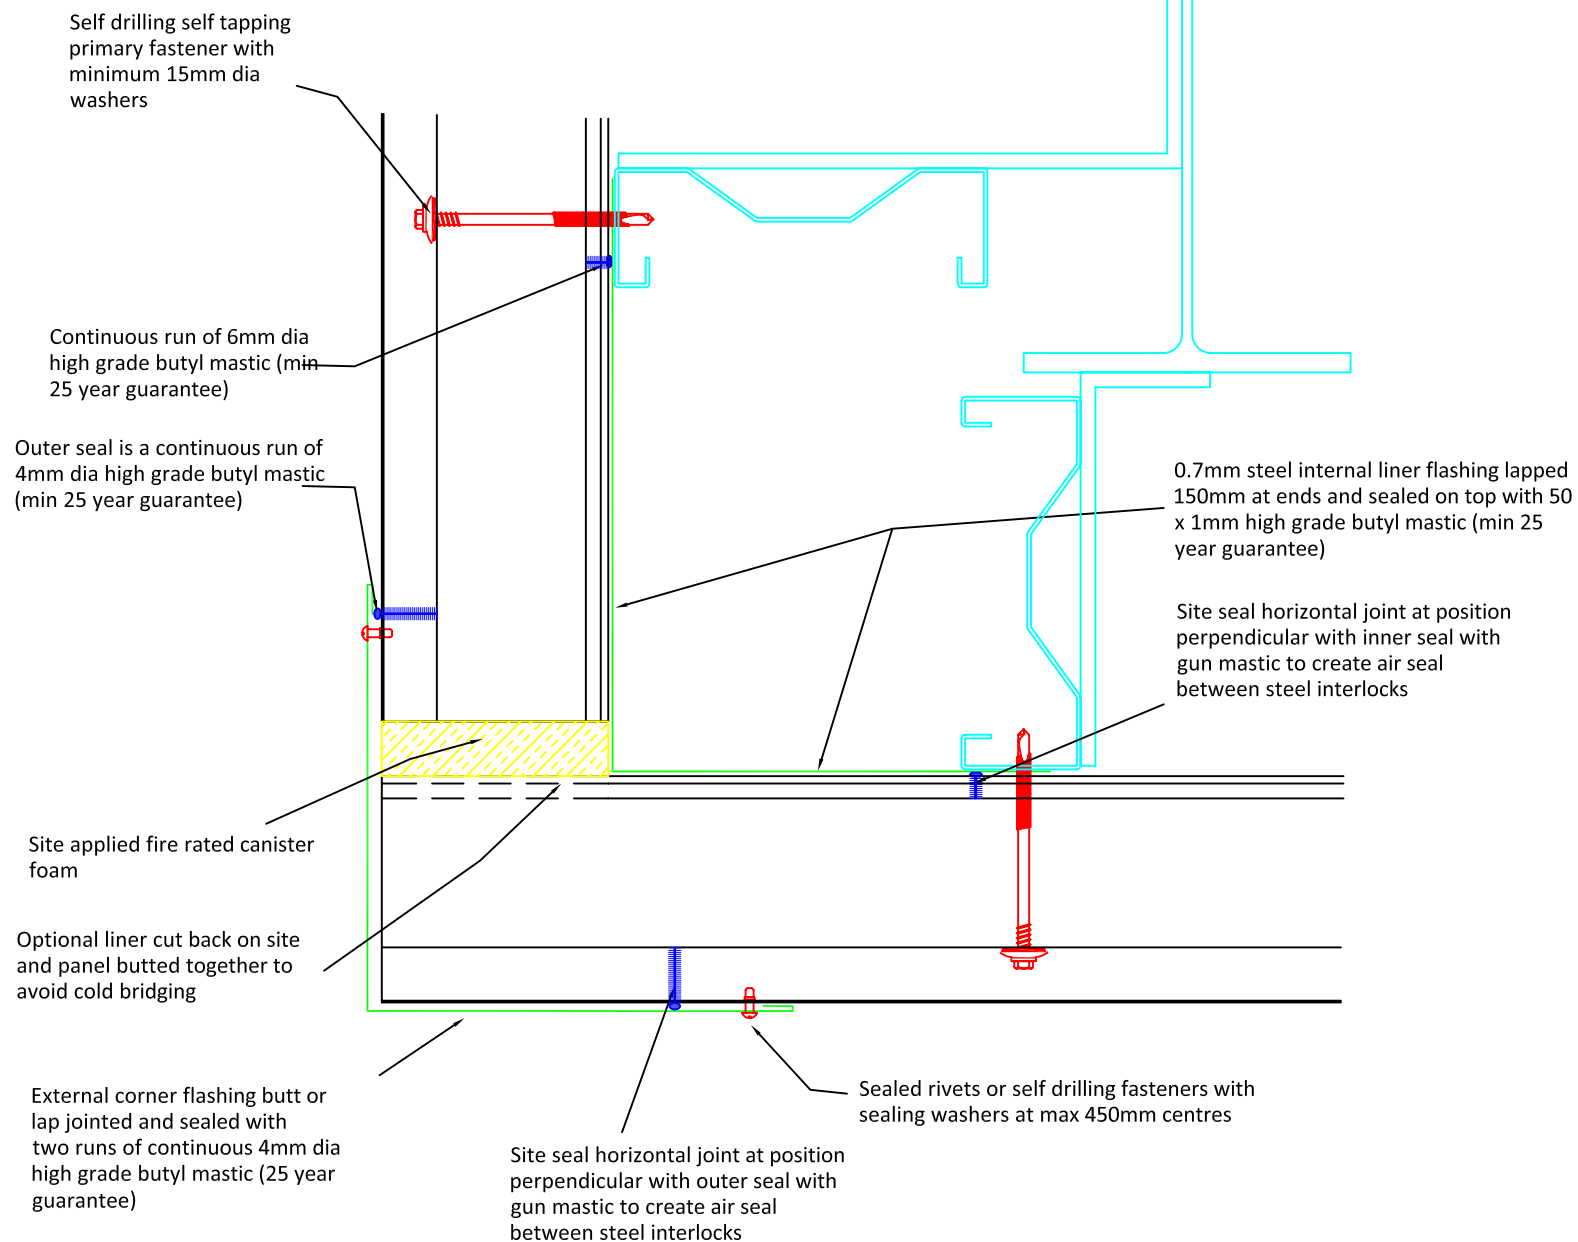 Self drilling self tapping
primary fastener with
minimum 15mm dia
washers
Continuous run of 6mm dia
high grade butyl mastic (min
25 year guarantee)
Outer seal is a continuous run of
4mm dia high grade butyl mastic
(min 25 year guarantee)
0.7mm steel internal liner flashing lapped
150mm at ends and sealed on top with 50
x 1mm high grade butyl mastic (min 25
year guarantee)
Site seal horizontal joint at position
perpendicular with inner seal with
gun mastic to create air seal
between steel interlocks
Site applied fire rated canister
foam
Optional liner cut back on site
and panel butted together to
avoid cold bridging
External corner flashing butt or
lap jointed and sealed with
two runs of continuous 4mm dia
high grade butyl mastic (25 year
guarantee)
Sealed rivets or self drilling fasteners with
sealing washers at max 450mm centres
Site seal horizontal joint at position
perpendicular with outer seal with
gun mastic to create air seal
between steel interlocks